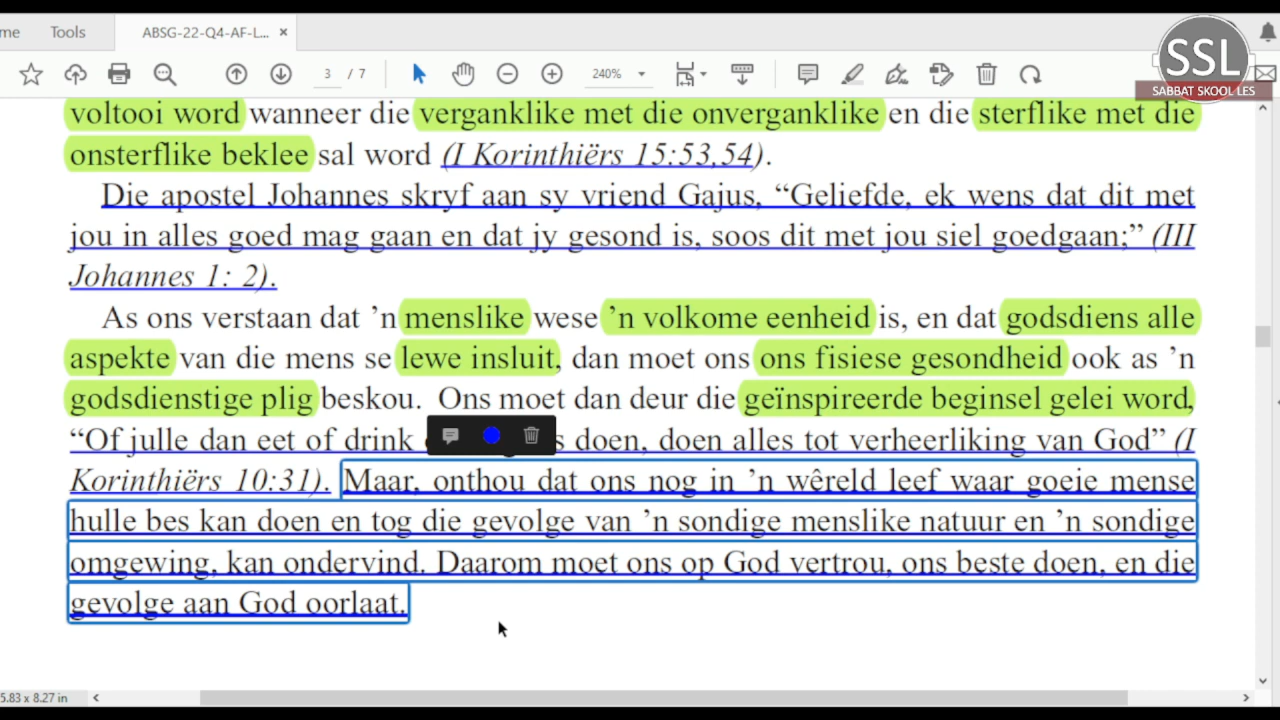 me Tools ABSG-22-Q4-AF-L... ×
SSL
SABBAT SKOOL LES
3 / 7 240%
voltooi word wanneer die verganklike met die onverganklike en die sterflike met die
onsterflike beklee sal word (I Korinthiërs 15:53,54).
Die apostel Johannes skryf aan sy vriend Gajus, “Geliefde, ek wens dat dit met
jou in alles goed mag gaan en dat jy gesond is, soos dit met jou siel goedgaan;” (III
Johannes 1: 2).
As ons verstaan dat ’n menslike wese ’n volkome eenheid is, en dat godsdiens alle
aspekte van die mens se lewe insluit, dan moet ons ons fisiese gesondheid ook as ’n
godsdienstige plig beskou. Ons moet dan deur die geïnspireerde beginsel gelei word,
“Of julle dan eet of drink doen, doen alles tot verheerliking van God” (I
Korinthiërs 10:31). Maar, onthou dat ons nog in ’n wêreld leef waar goeie mense
hulle bes kan doen en tog die gevolge van ’n sondige menslike natuur en ’n sondige
omgewing, kan ondervind. Daarom moet ons op God vertrou, ons beste doen, en die
gevolge aan God oorlaat.
5.83 x 8.27 in